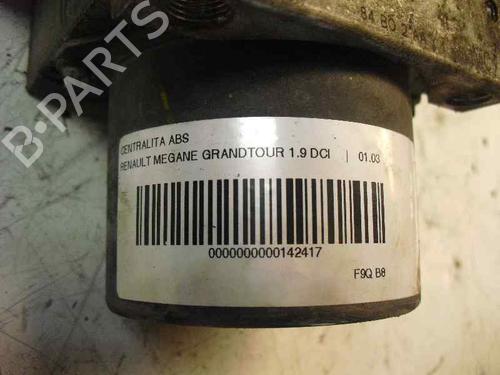 B-PARTS
CENTRALITA ABS
RENAULT MEGANE GRANDTOUR 1.9 DCI | 01.03
0000000000142417
F9Q B8